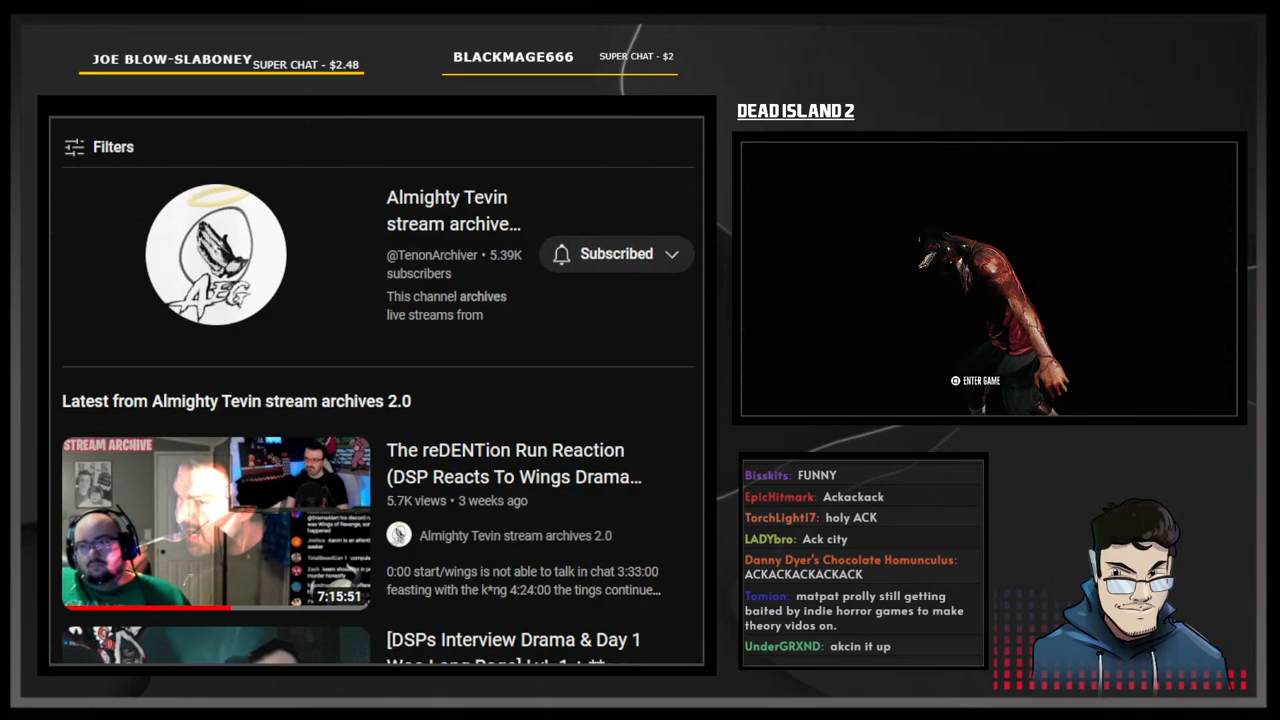 JOE BLOW-SLABONEY SUPER CHAT - $2.48
BLACKMAGE666 SUPER CHAT - $2
Filters
AEG
Almighty Tevin
stream archive...
@TenonArchiver • 5.39K
subscribers
This channel archives
live streams from
Subscribed
Latest from Almighty Tevin stream archives 2.0
STREAM ARCHIVE
7:15:51
The reDENTion Run Reaction
(DSP Reacts To Wings Drama...
5.7K views • 3 weeks ago
Almighty Tevin stream archives 2.0
0:00 start/wings is not able to talk in chat 3:33:00
feasting with the k*ng 4:24:00 the tings continue...
[DSPs Interview Drama & Day 1
DEAD ISLAND 2
ENTER GAME
Bisskits: FUNNY
EpicHitmark: Ackackack
TorchLight17: holy ACK
LADYbro: Ack city
Danny Dyer's Chocolate Homunculus:
ACKACKACKACKACK
Tomion: matpat prolly still getting
baited by indie horror games to make
theory vidos on.
UnderGRXND: akcin it up